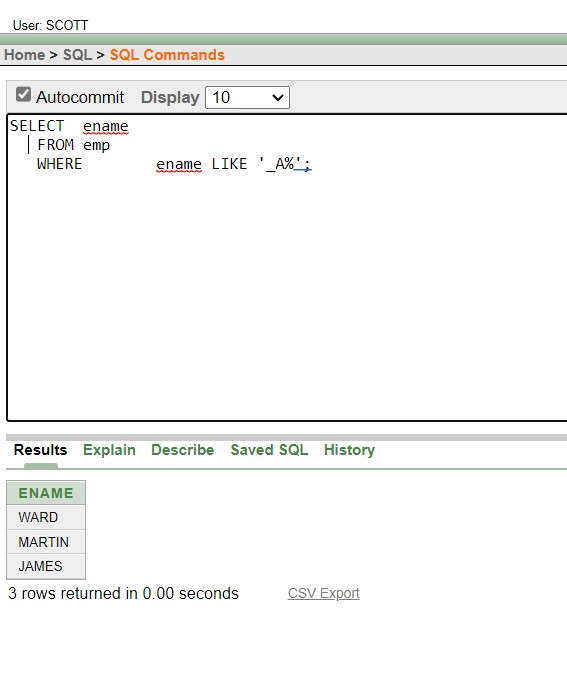 User: SCOTT
Home > SQL > SQL Commands
Autocommit Display 10
SELECT ename
FROM emp
WHERE ename LIKE '_A%';
Results Explain Describe Saved SQL History
ENAME
WARD
MARTIN
JAMES
3 rows returned in 0.00 seconds CSV Export